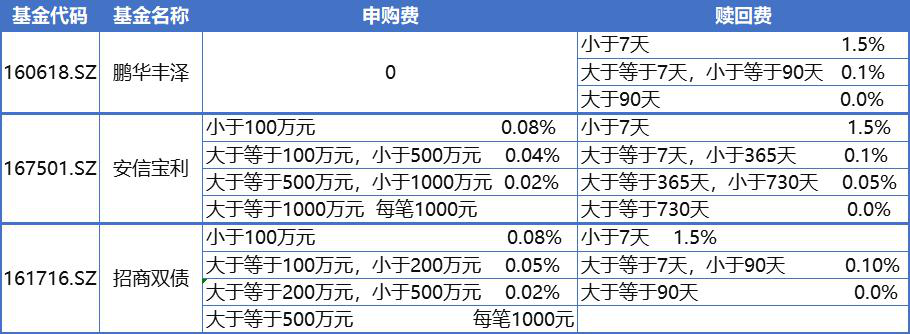 基金代码 基金名称 申购费 赎回费
160618.SZ 鹏华丰泽 0 小于7天 1.5%
大于等于7天，小于等于90天 0.1%
大于90天 0.0%
167501.SZ 安信宝利 小于100万元 0.08% 小于7天 1.5%
大于等于100万元，小于500万元 0.04% 大于等于7天，小于365天 0.1%
大于等于500万元，小于1000万元 0.02% 大于等于365天，小于730天 0.05%
大于等于1000万元 每笔1000元 大于等于730天 0.0%
161716.SZ 招商双债 小于100万元 0.08% 小于7天 1.5%
大于等于100万元，小于200万元 0.05% 大于等于7天，小于90天 0.10%
大于等于200万元，小于500万元 0.02% 大于等于90天 0.0%
大于等于500万元 每笔1000元